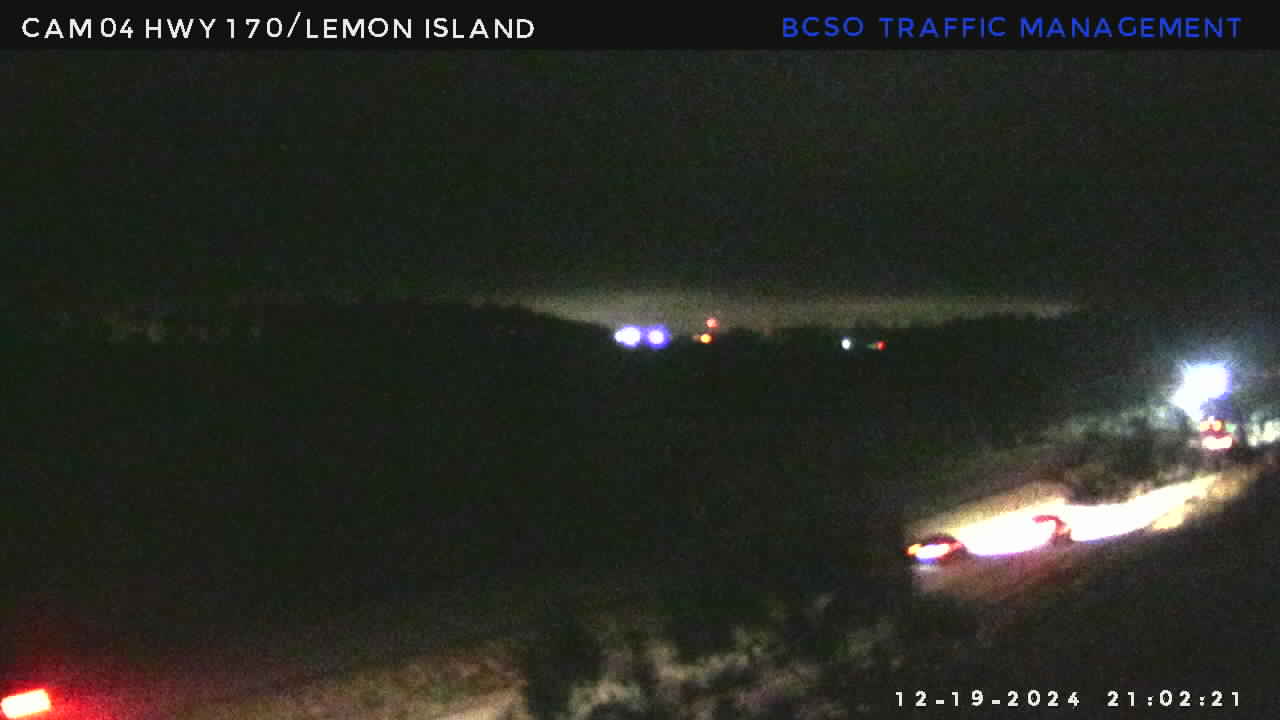 CAM04 HWY 170/LEMON ISLAND
BCSO TRAFFIC MANAGEMENT
12-19-2024 21:02:21